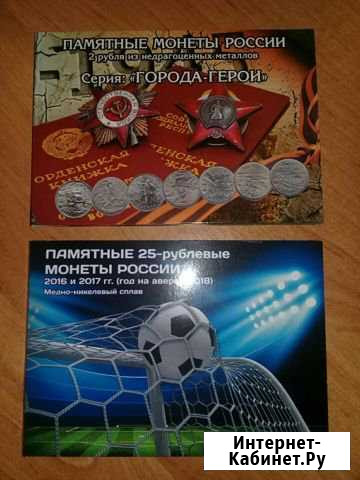 ПАМЯТНЫЕ МОНЕТЫ РОССИИ
2 рубля из недрагоценных металлов
Серия: «ГОРОДА-ГЕРОИ»
ОРДЕНСКАЯ
КНИЖКА
ПАМЯТНЫЕ 25-рублевые
МОНЕТЫ РОССИИ
2016 и 2017 гг. (год на аверсе 2018)
Медно-никелевый сплав
Интернет-
Кабинет.Ру